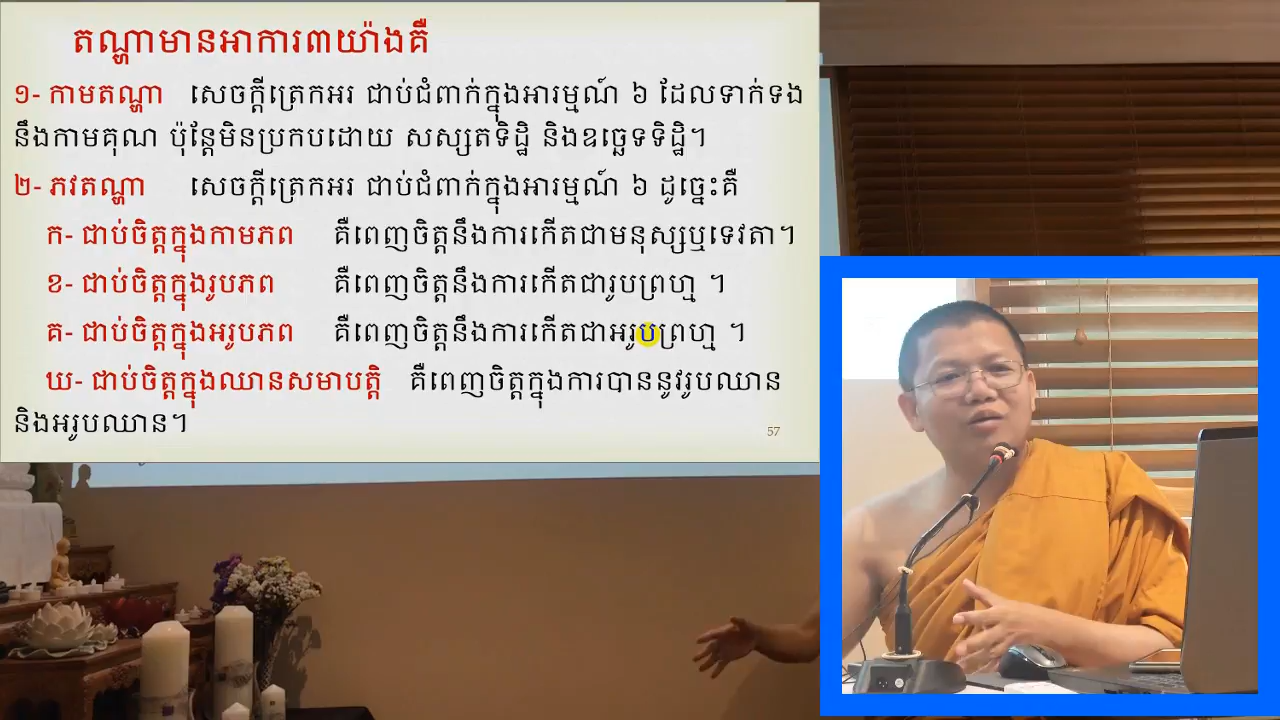 តណ្ហាមានអាការ៣យ៉ាងគឺ
១- កាមតណ្ហា សេចក្តីត្រេកអរ ជាប់ជំពាក់ក្នុងអារម្មណ៍ ៦ ដែលទាក់ទង
នឹងកាមគុណ ប៉ុន្តែមិនប្រកបដោយ សស្សតទិដ្ឋិ និងឧច្ឆេទទិដ្ឋិ។
២- ភវតណ្ហា សេចក្តីត្រេកអរ ជាប់ជំពាក់ក្នុងអារម្មណ៍ ៦ ដូច្នេះគឺ
ក- ជាប់ចិត្តក្នុងកាមភព គឺពេញចិត្តនឹងការកើតជាមនុស្សឬទេវតា។
ខ- ជាប់ចិត្តក្នុងរូបភព គឺពេញចិត្តនឹងការកើតជារូបព្រហ្ម ។
គ- ជាប់ចិត្តក្នុងអរូបភព គឺពេញចិត្តនឹងការកើតជាអរូបព្រហ្ម ។
ឃ- ជាប់ចិត្តក្នុងឈានសមាបត្តិ គឺពេញចិត្តក្នុងការបាននូវរូបឈាន
និងអរូបឈាន។
57